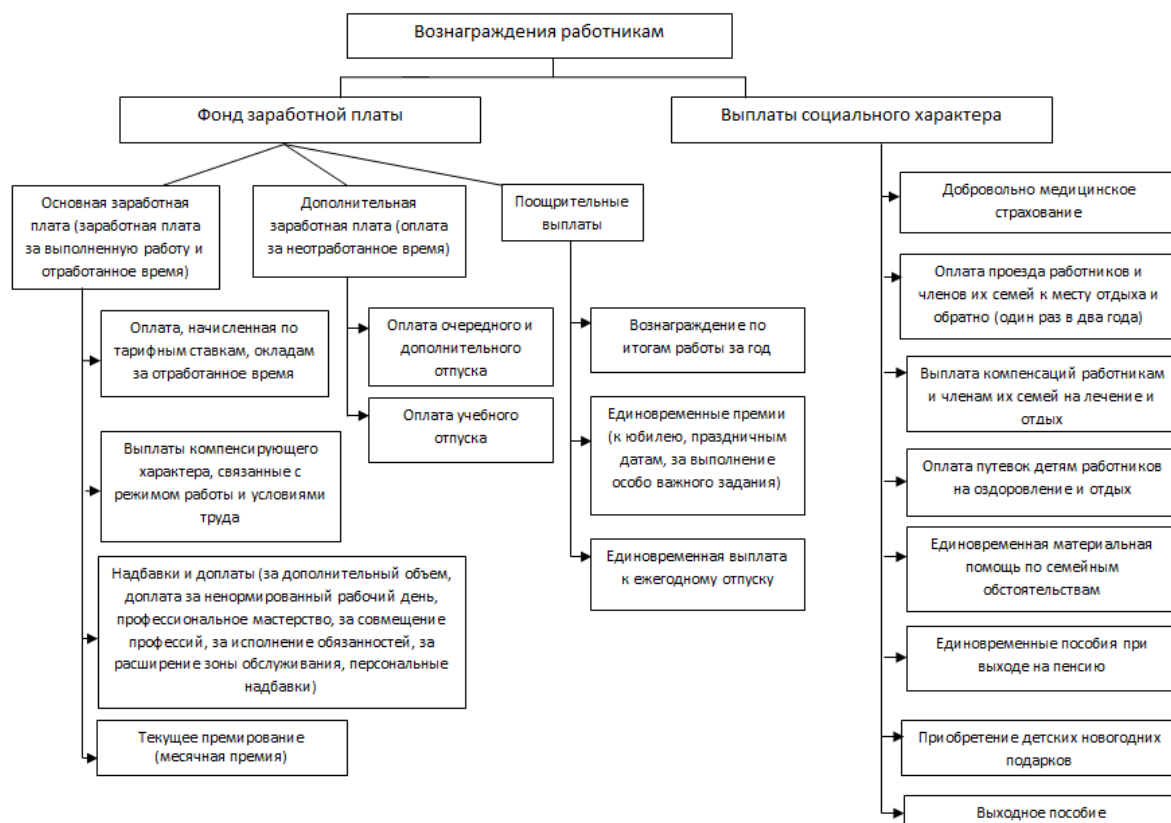 Вознаграждения работникам
Фонд заработной платы
Выплаты социального характера
Основная заработная
плата (заработная плата
за выполненную работу и
отработанное время)
Оплата, начисленная по
тарифным ставкам, окладам
за отработанное время
Выплаты компенсирующего
характера, связанные с
режимом работы и условиями
труда
Надбавки и доплаты (за дополнительный объем,
доплата за ненормированный рабочий день,
профессиональное мастерство, за совмещение
профессий, за исполнение обязанностей, за
расширение зоны обслуживания, персональные
надбавки)
Текущее премирование
(месячная премия)
Дополнительная
заработная плата (оплата
за неотработанное время)
Оплата очередного и
дополнительного
отпуска
Оплата учебного
отпуска
Поощрительные
выплаты
Вознаграждение по
итогам работы за год
Единовременные премии
(к юбилею, праздничным
датам, за выполнение
особо важного задания)
Единовременная выплата
к ежегодному отпуску
Добровольно медицинское
страхование
Оплата проезда работников и
членов их семей к месту отдыха и
обратно (один раз в два года)
Выплата компенсаций работникам
и членам их семей на лечение и
отдых
Оплата путевок детям работников
на оздоровление и отдых
Единовременная материальная
помощь по семейным
обстоятельствам
Единовременные пособия при
выходе на пенсию
Приобретение детских новогодних
подарков
Выходное пособие